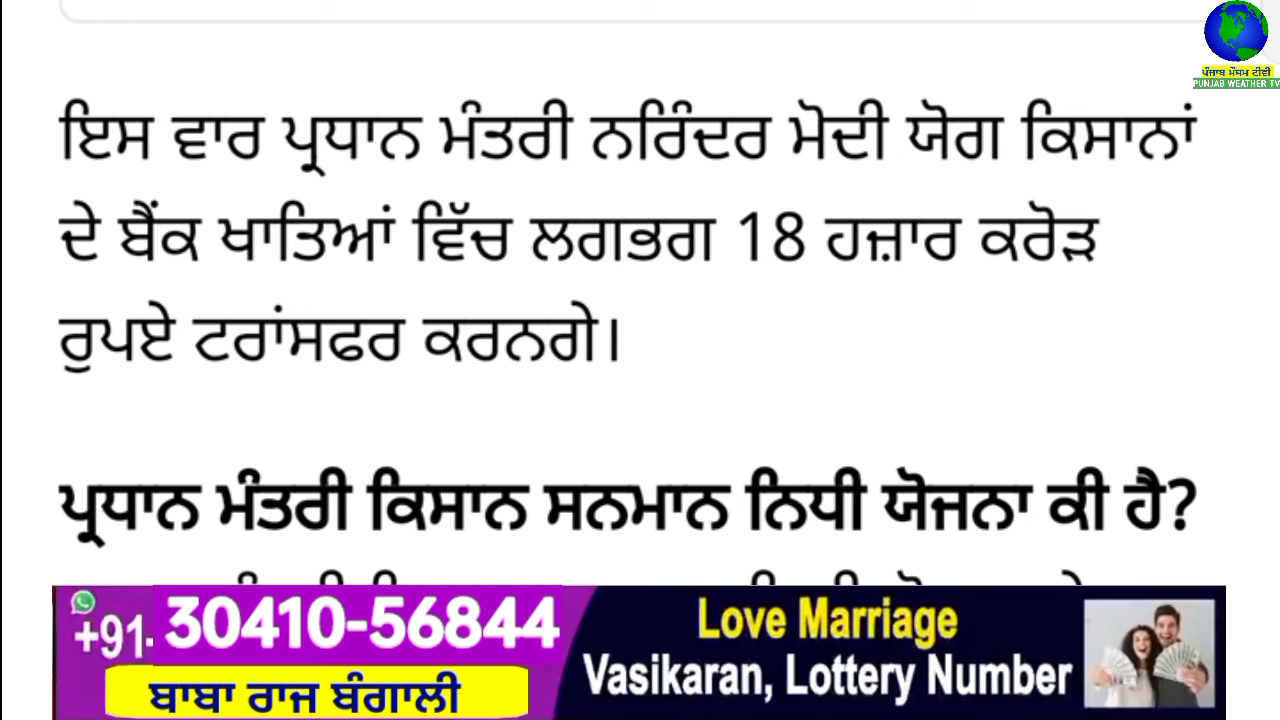 ਪੰਜਾਬ ਮੌਸਮ ਟੀਵੀ
PUNJAB WEATHER TV
ਇਸ ਵਾਰ ਪ੍ਰਧਾਨ ਮੰਤਰੀ ਨਰਿੰਦਰ ਮੋਦੀ ਯੋਗ ਕਿਸਾਨਾਂ
ਦੇ ਬੈਂਕ ਖਾਤਿਆਂ ਵਿੱਚ ਲਗਭਗ 18 ਹਜ਼ਾਰ ਕਰੋੜ
ਰੁਪਏ ਟਰਾਂਸਫਰ ਕਰਨਗੇ।
ਪ੍ਰਧਾਨ ਮੰਤਰੀ ਕਿਸਾਨ ਸਨਮਾਨ ਨਿਧੀ ਯੋਜਨਾ ਕੀ ਹੈ?
+91- 30410-56844
ਬਾਬਾ ਰਾਜ ਬੰਗਾਲੀ
Love Marriage
Vasikaran, Lottery Number